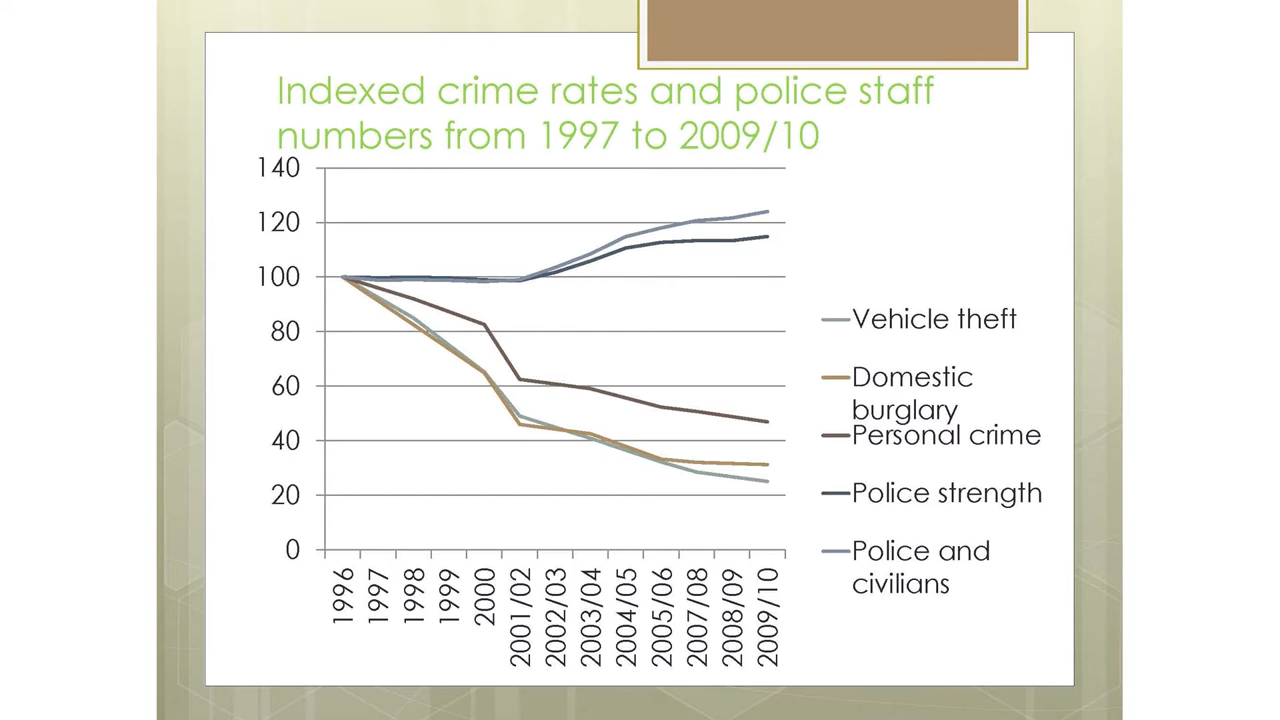 Indexed crime rates and police staff
numbers from 1997 to 2009/10
140
120
100
80
60
40
20
0
1996
1997
1998
1999
2000
2001/02
2002/03
2003/04
2004/05
2005/06
2007/08
2008/09
2009/10
Vehicle theft
Domestic
burglary
Personal crime
Police strength
Police and
civilians